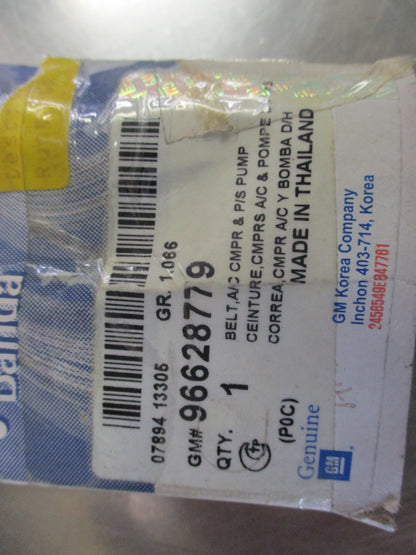 07894 13305 GR. 1.066
GM# 96628779
QTY. 1
BELT,A/C CMPR & P/S PUMP
CEINTURE,CMPRS A/C & POMPE
CORREA,CMPR A/C Y BOMBA D/H
(P0C) MADE IN THAILAND
Genuine
GM
GM Korea Company
Inchon 403-714, Korea
2458549E847761